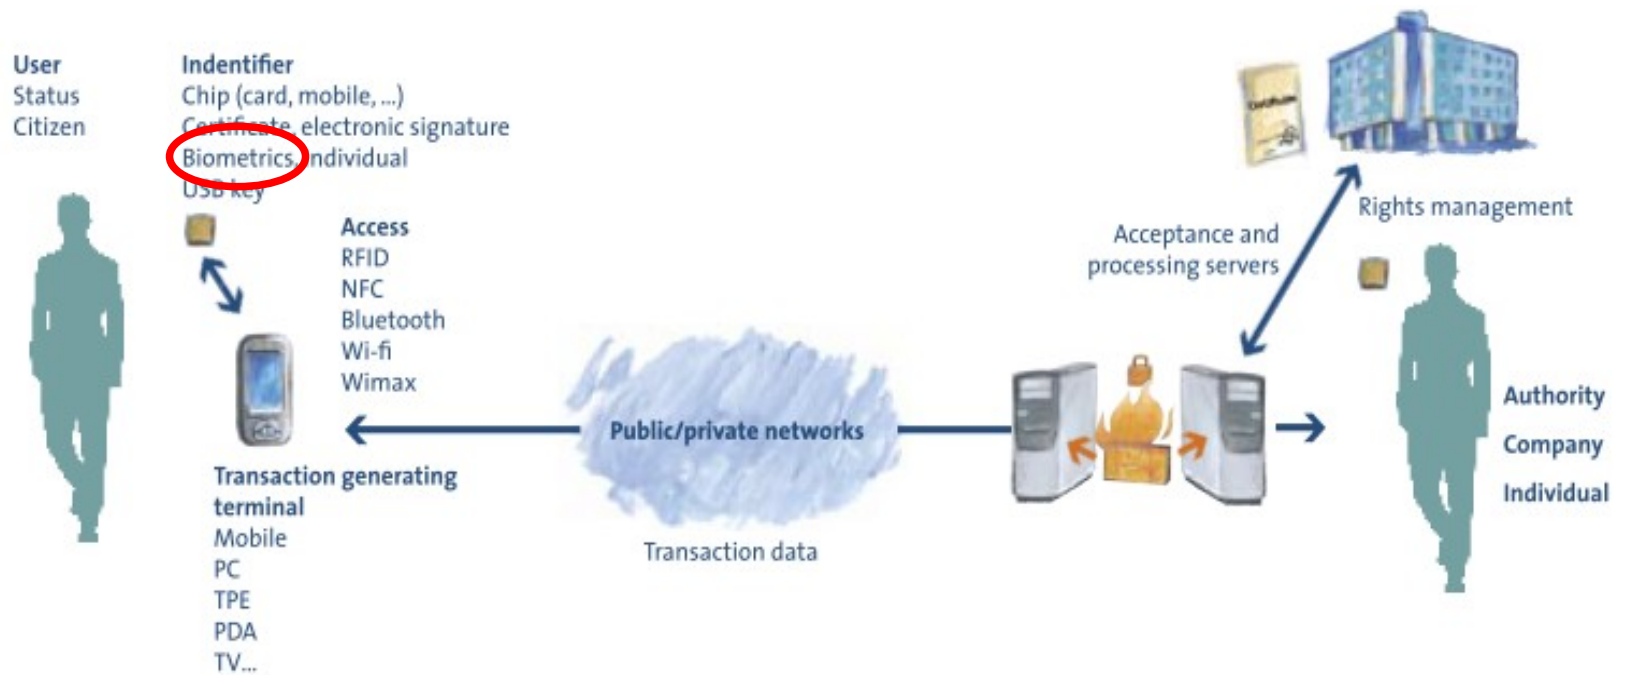 User
Status
Citizen
Indentifier
Chip (card, mobile, ...)
Certificate, electronic signature
Biometrics, individual
USB key
Access
RFID
NFC
Bluetooth
Wi-fi
Wimax
Transaction generating
terminal
Mobile
PC
TPE
PDA
TV...
Public/private networks
Transaction data
Acceptance and
processing servers
Certificate
Rights management
Authority
Company
Individual